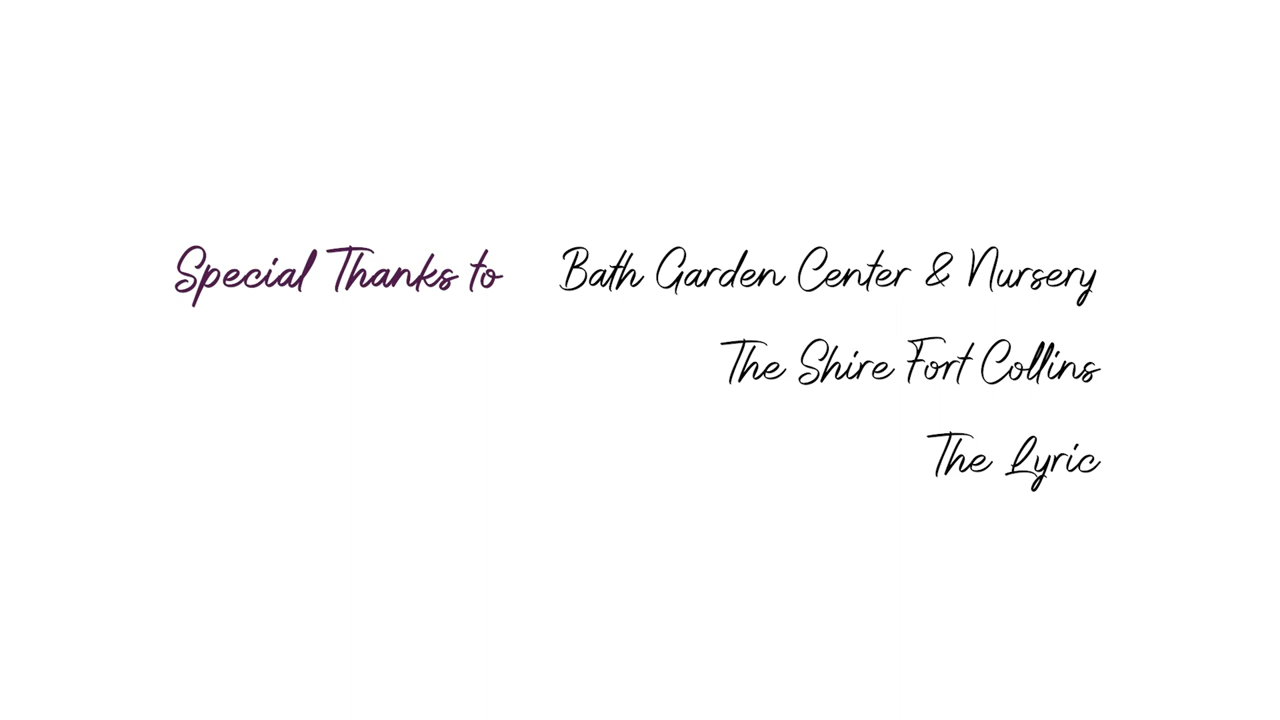 Special Thanks to Bath Garden Center & Nursery
The Shire Fort Collins
The Lyric